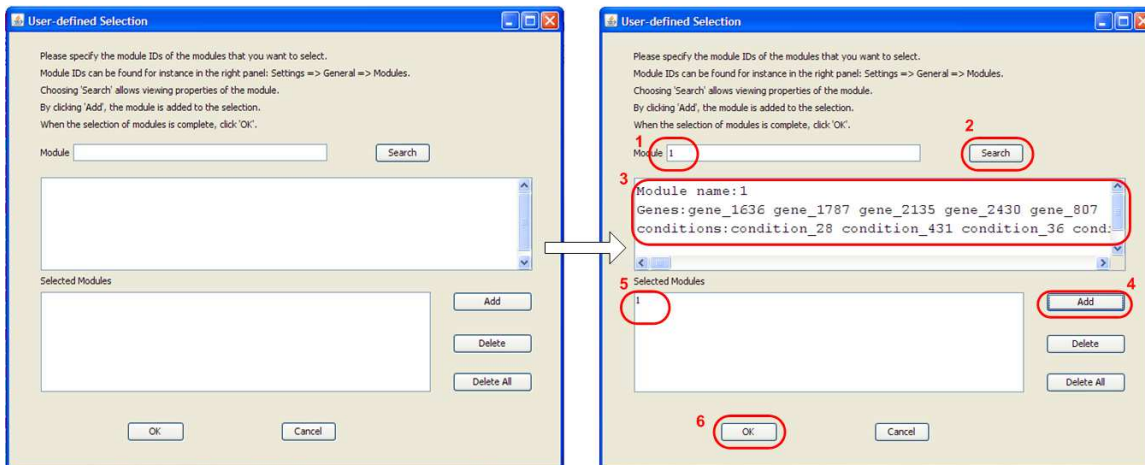 User-defined Selection
Please specify the module IDs of the modules that you want to select.
Module IDs can be found for instance in the right panel: Settings => General => Modules.
Choosing 'Search' allows viewing properties of the module.
By clicking 'Add', the module is added to the selection.
When the selection of modules is complete, click 'OK'.
Module
Search
Selected Modules
Add
Delete
Delete All
OK
Cancel
User-defined Selection
Please specify the module IDs of the modules that you want to select.
Module IDs can be found for instance in the right panel: Settings => General => Modules.
Choosing 'Search' allows viewing properties of the module.
By clicking 'Add', the module is added to the selection.
When the selection of modules is complete, click 'OK'.
1
Module 1
2
Search
3
Module name:1
Genes:gene_1636 gene_1787 gene_2135 gene_2430 gene_807
conditions:condition_28 condition_431 condition_36 condi
5
Selected Modules
1
4
Add
Delete
Delete All
6
OK
Cancel